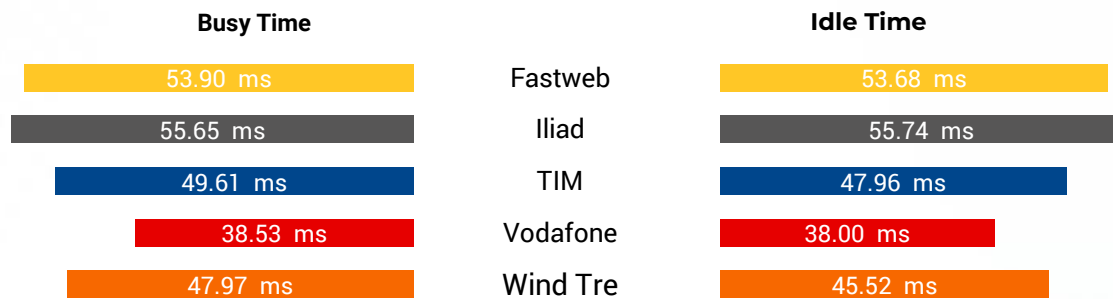 Busy Time Idle Time
53.90 ms Fastweb 53.68 ms
55.65 ms Iliad 55.74 ms
49.61 ms TIM 47.96 ms
38.53 ms Vodafone 38.00 ms
47.97 ms Wind Tre 45.52 ms